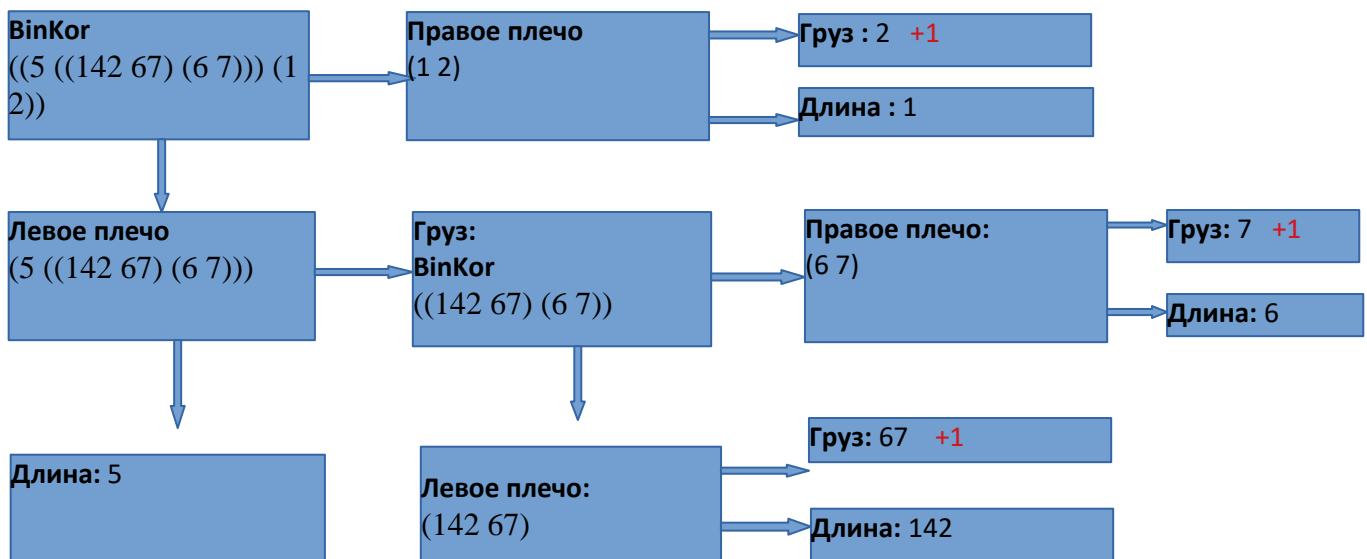 BinKor
((5 ((142 67) (6 7))) (1
2))
Правое плечо
(1 2)
Груз : 2 +1
Длина : 1
Левое плечо
(5 ((142 67) (6 7)))
Груз:
BinKor
((142 67) (6 7))
Правое плечо:
(6 7)
Груз: 7 +1
Длина: 6
Длина: 5
Левое плечо:
(142 67)
Груз: 67 +1
Длина: 142